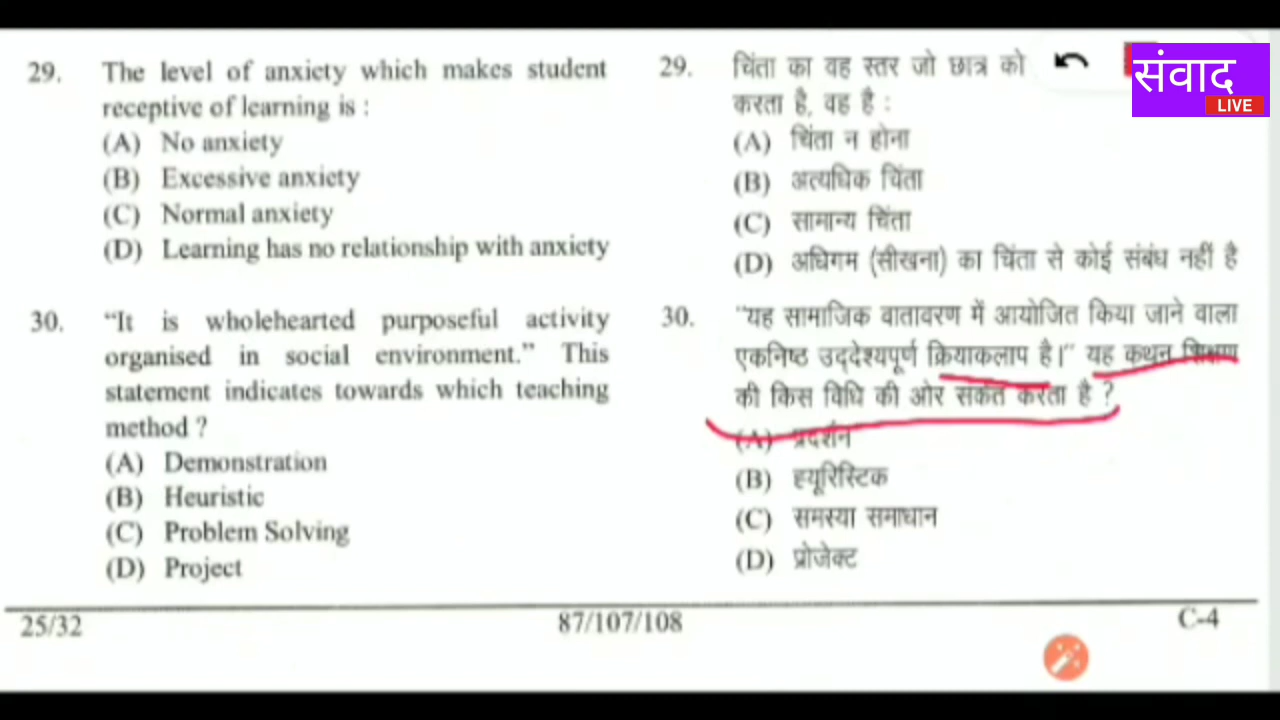 29. The level of anxiety which makes student
receptive of learning is :
(A) No anxiety
(B) Excessive anxiety
(C) Normal anxiety
(D) Learning has no relationship with anxiety
30. “It is wholehearted purposeful activity
organised in social environment.” This
statement indicates towards which teaching
method ?
(A) Demonstration
(B) Heuristic
(C) Problem Solving
(D) Project
29. चिंता का वह स्तर जो छात्र को
करता है, वह है :
(A) चिंता न होना
(B) अत्यधिक चिंता
(C) सामान्य चिंता
(D) अधिगम (सीखना) का चिंता से कोई संबंध नहीं है
30. “यह सामाजिक वातावरण में आयोजित किया जाने वाला
एकनिष्ठ उद्देश्यपूर्ण क्रियाकलाप है।” यह कथन शिक्षण
की किस विधि की ओर संकेत करता है ?
(A) प्रदर्शन
(B) ह्यूरिस्टिक
(C) समस्या समाधान
(D) प्रोजेक्ट
25/32
87/107/108
C-4
संवाद
LIVE